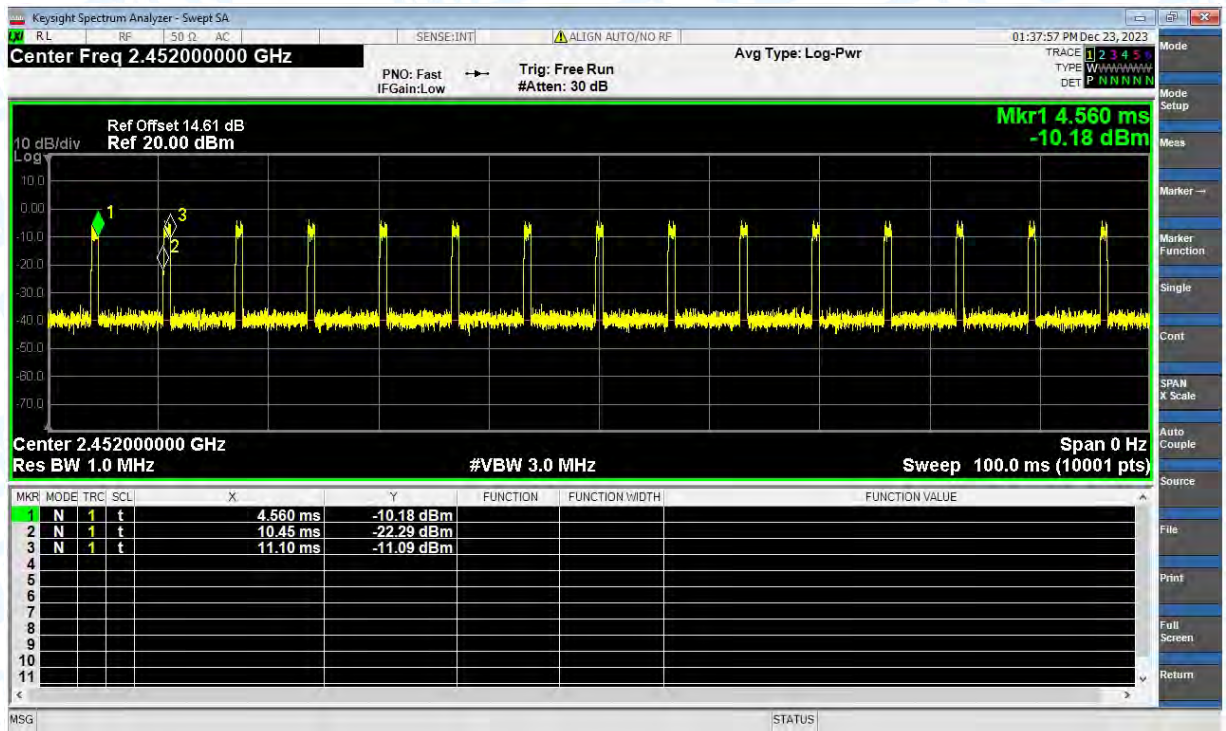 Keysight Spectrum Analyzer - Swept SA
LXI RL RF 50 Ω AC SENSE:INT ALIGN AUTO/NO RF 01:37:57 PM Dec 23, 2023
Center Freq 2.452000000 GHz
Avg Type: Log-Pwr
TRACE 1 2 3 4 5 6
TYPE WWWWWWW
DET P N N N N N
PNO: Fast
IFGain:Low
Trig: Free Run
#Atten: 30 dB
Mkr1 4.560 ms
-10.18 dBm
Ref Offset 14.61 dB
10 dB/div Ref 20.00 dBm
Log
10.0
0.00
-10.0
-20.0
-30.0
-40.0
-50.0
-60.0
-70.0
1
3
2
Center 2.452000000 GHz Span 0 Hz
Res BW 1.0 MHz #VBW 3.0 MHz Sweep 100.0 ms (10001 pts)
MKR MODE TRC SCL X Y FUNCTION FUNCTION WIDTH FUNCTION VALUE
1 N 1 t 4.560 ms -10.18 dBm
2 N 1 t 10.45 ms -22.29 dBm
3 N 1 t 11.10 ms -11.09 dBm
4
5
6
7
8
9
10
11
MSG STATUS
Mode
Mode
Setup
Meas
Marker →
Marker
Function
Single
Cont
SPAN
X Scale
Auto
Couple
Source
File
Print
Full
Screen
Return